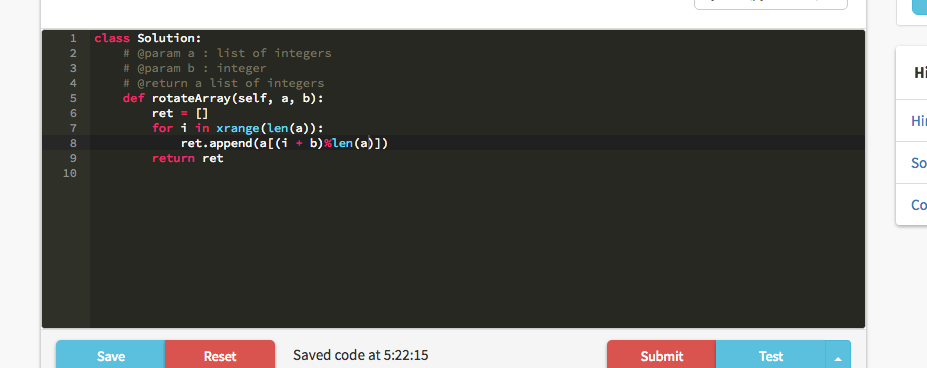 1 class Solution:
2 # @param a : list of integers
3 # @param b : integer
4 # @return a list of integers
5 def rotateArray(self, a, b):
6 ret = []
7 for i in xrange(len(a)):
8 ret.append(a[(i + b)%len(a)])
9 return ret
10
Hi
Hi
So
Co
Save Reset Saved code at 5:22:15 Submit Test